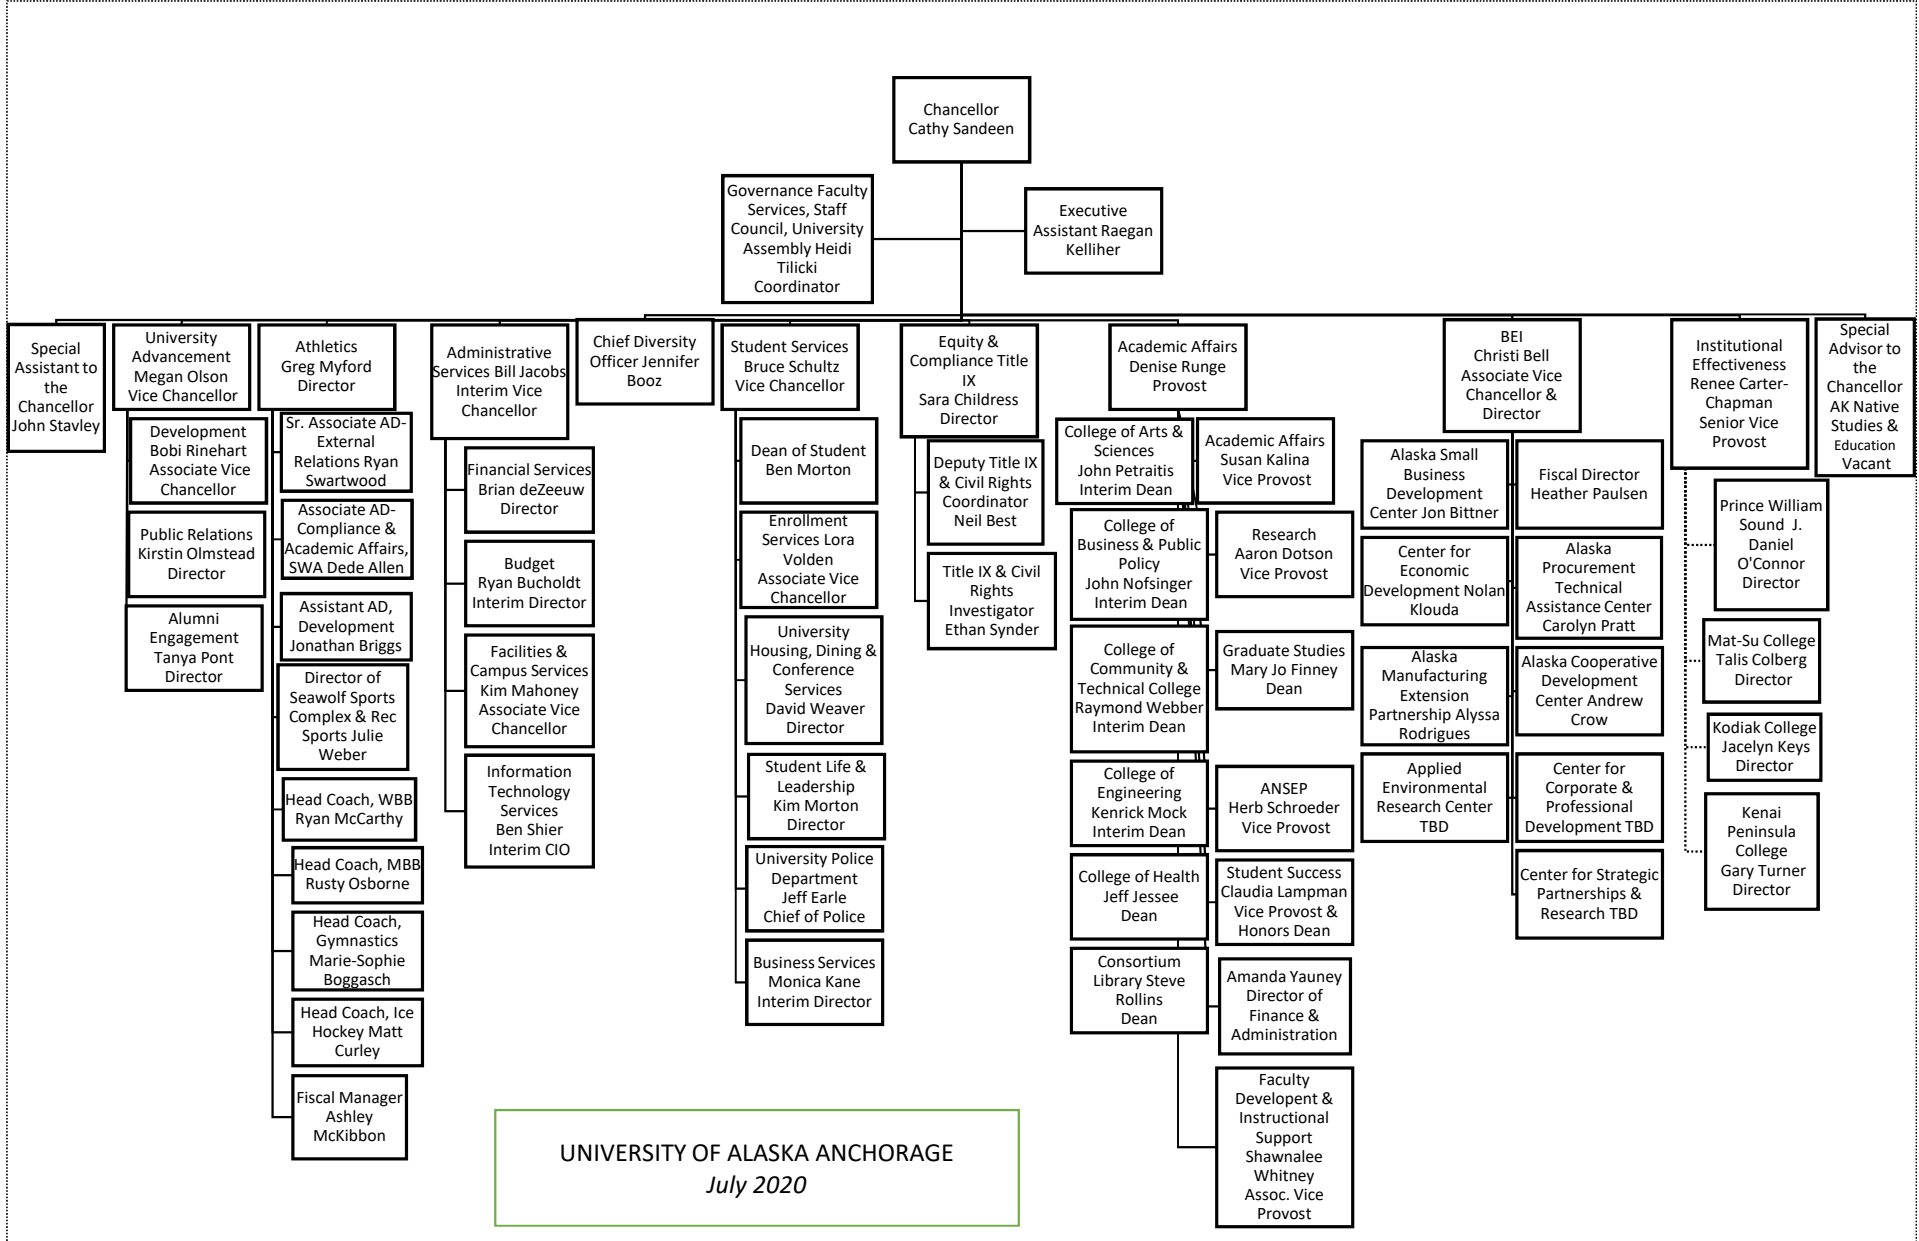 Chancellor
Cathy Sandeen
Governance Faculty
Services, Staff
Council, University
Assembly Heidi
Tilicki
Coordinator
Executive
Assistant Raegan
Kelliher
Special
Assistant to
the
Chancellor
John Stavley
University
Advancement
Megan Olson
Vice Chancellor
Development
Bobi Rinehart
Associate Vice
Chancellor
Public Relations
Kirstin Olmstead
Director
Alumni
Engagement
Tanya Pont
Director
Athletics
Greg Myford
Director
Sr. Associate AD-
External
Relations Ryan
Swartwood
Associate AD-
Compliance &
Academic Affairs,
SWA Dede Allen
Assistant AD,
Development
Jonathan Briggs
Director of
Seawolf Sports
Complex & Rec
Sports Julie
Weber
Head Coach, WBB
Ryan McCarthy
Head Coach, MBB
Rusty Osborne
Head Coach,
Gymnastics
Marie-Sophie
Boggasch
Head Coach, Ice
Hockey Matt
Curley
Fiscal Manager
Ashley
McKibbon
Administrative
Services Bill Jacobs
Interim Vice
Chancellor
Financial Services
Brian deZeeuw
Director
Budget
Ryan Bucholdt
Interim Director
Facilities &
Campus Services
Kim Mahoney
Associate Vice
Chancellor
Information
Technology
Services
Ben Shier
Interim CIO
Chief Diversity
Officer Jennifer
Booz
Student Services
Bruce Schultz
Vice Chancellor
Dean of Student
Ben Morton
Enrollment
Services Lora
Volden
Associate Vice
Chancellor
University
Housing, Dining &
Conference
Services
David Weaver
Director
Student Life &
Leadership
Kim Morton
Director
University Police
Department
Jeff Earle
Chief of Police
Business Services
Monica Kane
Interim Director
Equity &
Compliance Title
IX
Sara Childress
Director
Deputy Title IX
& Civil Rights
Coordinator
Neil Best
Title IX & Civil
Rights
Investigator
Ethan Synder
Academic Affairs
Denise Runge
Provost
College of Arts &
Sciences
John Petraitis
Interim Dean
Academic Affairs
Susan Kalina
Vice Provost
College of
Business & Public
Policy
John Nofsinger
Interim Dean
Research
Aaron Dotson
Vice Provost
College of
Community &
Technical College
Raymond Webber
Interim Dean
Graduate Studies
Mary Jo Finney
Dean
College of
Engineering
Kenrick Mock
Interim Dean
ANSEP
Herb Schroeder
Vice Provost
College of Health
Jeff Jessee
Dean
Student Success
Claudia Lampman
Vice Provost &
Honors Dean
Consortium
Library Steve
Rollins
Dean
Amanda Yauney
Director of
Finance &
Administration
Faculty
Develpent &
Instructional
Support
Shawnalee
Whitney
Assoc. Vice
Provost
BEI
Christi Bell
Associate Vice
Chancellor &
Director
Alaska Small
Business
Development
Center Jon Bittner
Fiscal Director
Heather Paulsen
Center for
Economic
Development Nolan
Klouda
Alaska
Procurement
Technical
Assistance Center
Carolyn Pratt
Alaska
Manufacturing
Extension
Partnership Alyssa
Rodrigues
Alaska Cooperative
Development
Center Andrew
Crow
Applied
Environmental
Research Center
TBD
Center for
Corporate &
Professional
Development TBD
Center for Strategic
Partnerships &
Research TBD
Institutional
Effectiveness
Renee Carter-
Chapman
Senior Vice
Provost
Prince William
Sound J.
Daniel
O'Connor
Director
Mat-Su College
Talis Colberg
Director
Kodiak College
Jacelyn Keys
Director
Kenai
Peninsula
College
Gary Turner
Director
Special
Advisor to
the
Chancellor
AK Native
Studies &
Education
Vacant
UNIVERSITY OF ALASKA ANCHORAGE
July 2020